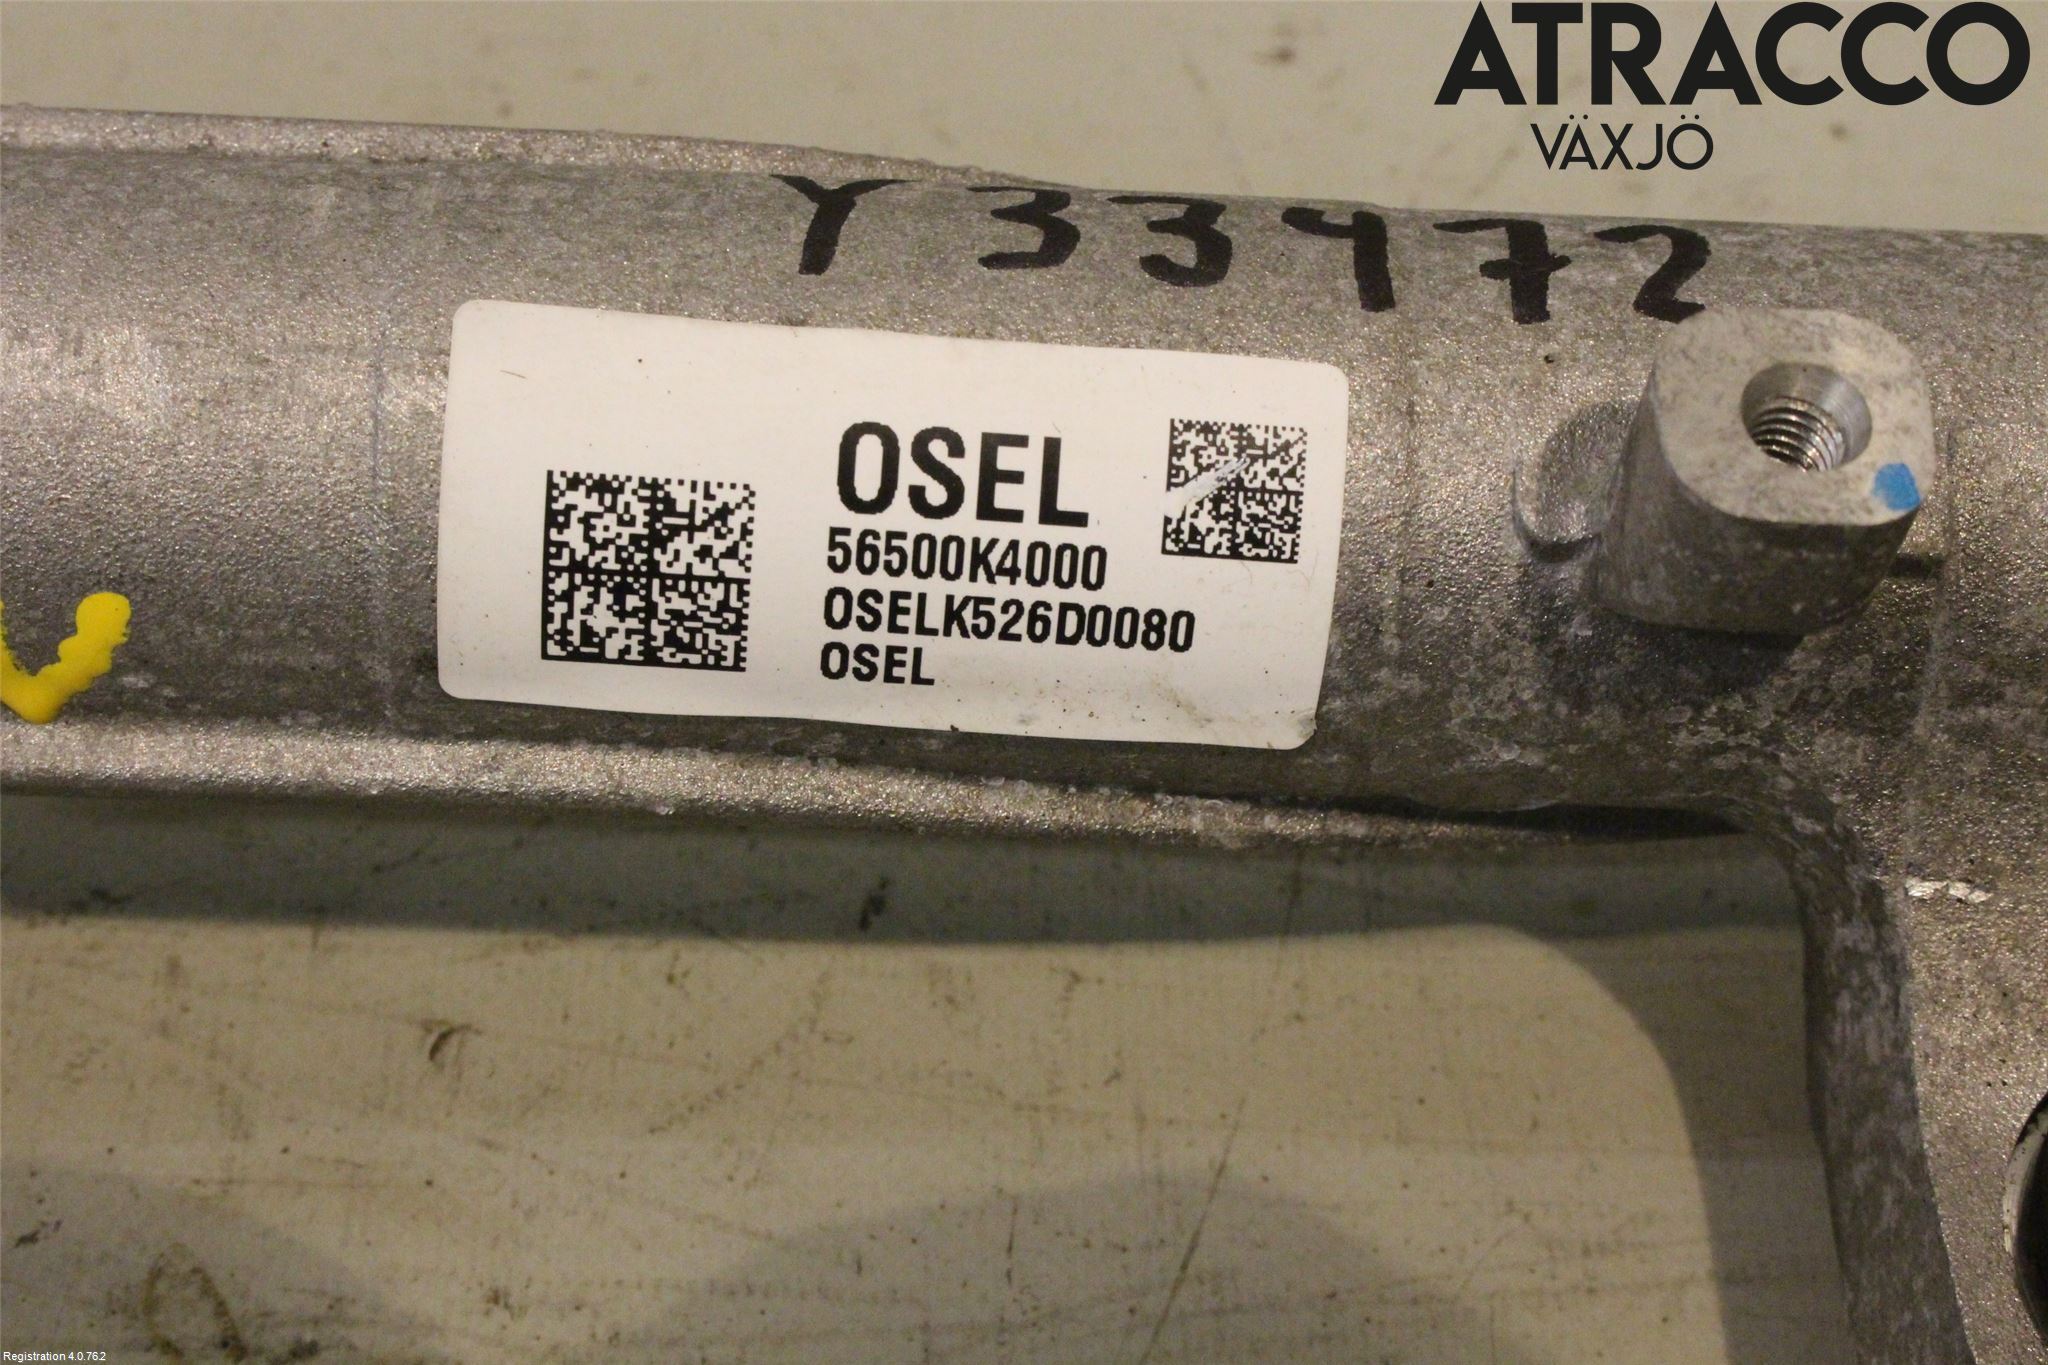 ATRACCO
VÄXJÖ
Y33472
OSEL
56500K4000
OSELK526D0080
OSEL
Registration 4.0.762